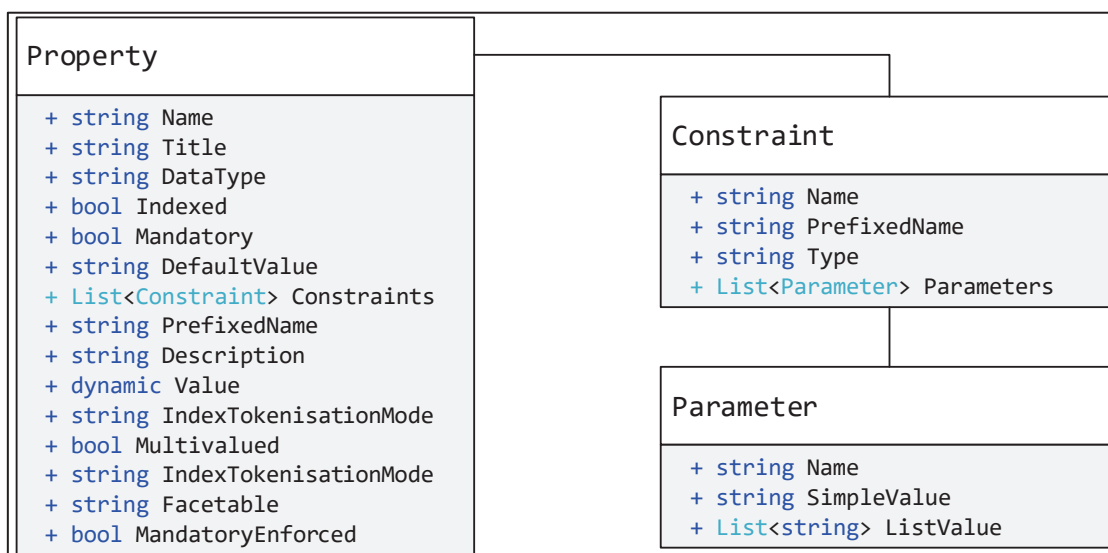 Property
+ string Name
+ string Title
+ string DataType
+ bool Indexed
+ bool Mandatory
+ string DefaultValue
+ List<Constraint> Constraints
+ string PrefixedName
+ string Description
+ dynamic Value
+ string IndexTokenisationMode
+ bool Multivalued
+ string IndexTokenisationMode
+ string Facetable
+ bool MandatoryEnforced
Constraint
+ string Name
+ string PrefixedName
+ string Type
+ List<Parameter> Parameters
Parameter
+ string Name
+ string SimpleValue
+ List<string> ListValue